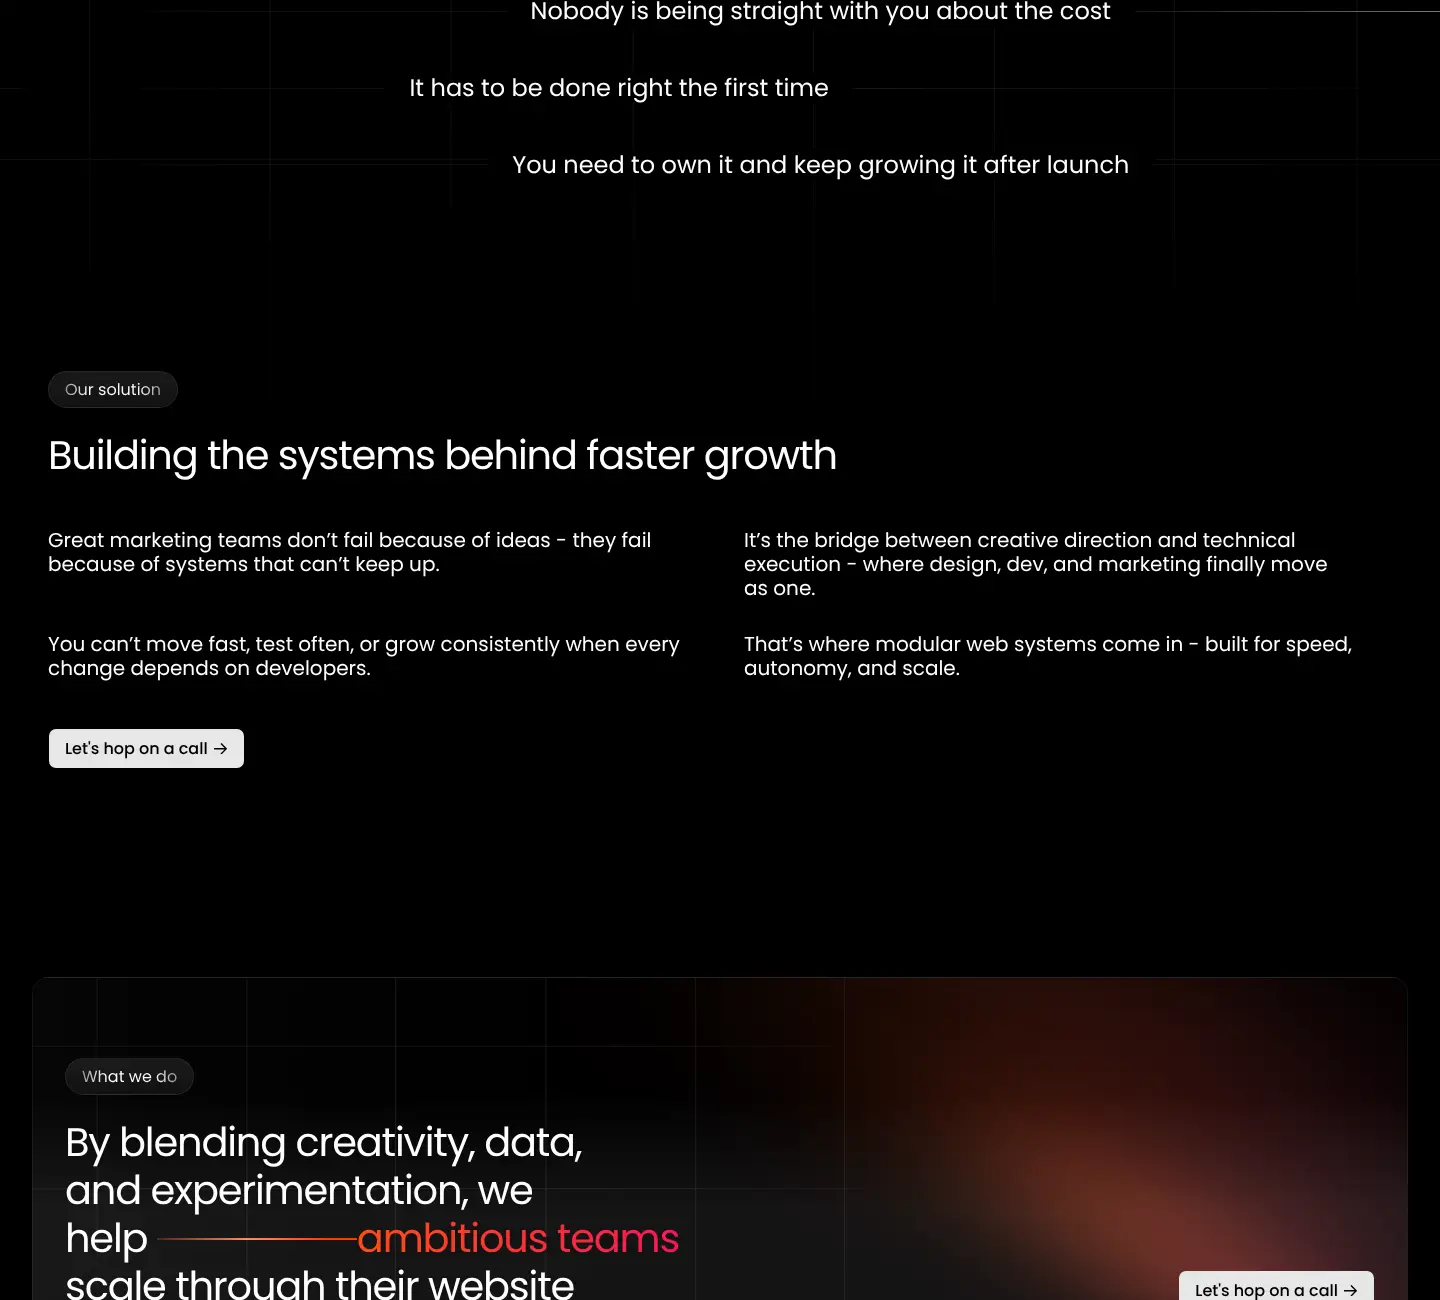 Nobody is being straight with you about the cost
It has to be done right the first time
You need to own it and keep growing it after launch
Our solution
Building the systems behind faster growth
Great marketing teams don’t fail because of ideas - they fail
because of systems that can’t keep up.
It’s the bridge between creative direction and technical
execution - where design, dev, and marketing finally move
as one.
You can’t move fast, test often, or grow consistently when every
change depends on developers.
That’s where modular web systems come in - built for speed,
autonomy, and scale.
Let's hop on a call →
What we do
By blending creativity, data,
and experimentation, we
help ambitious teams
scale through their website
Let's hop on a call →